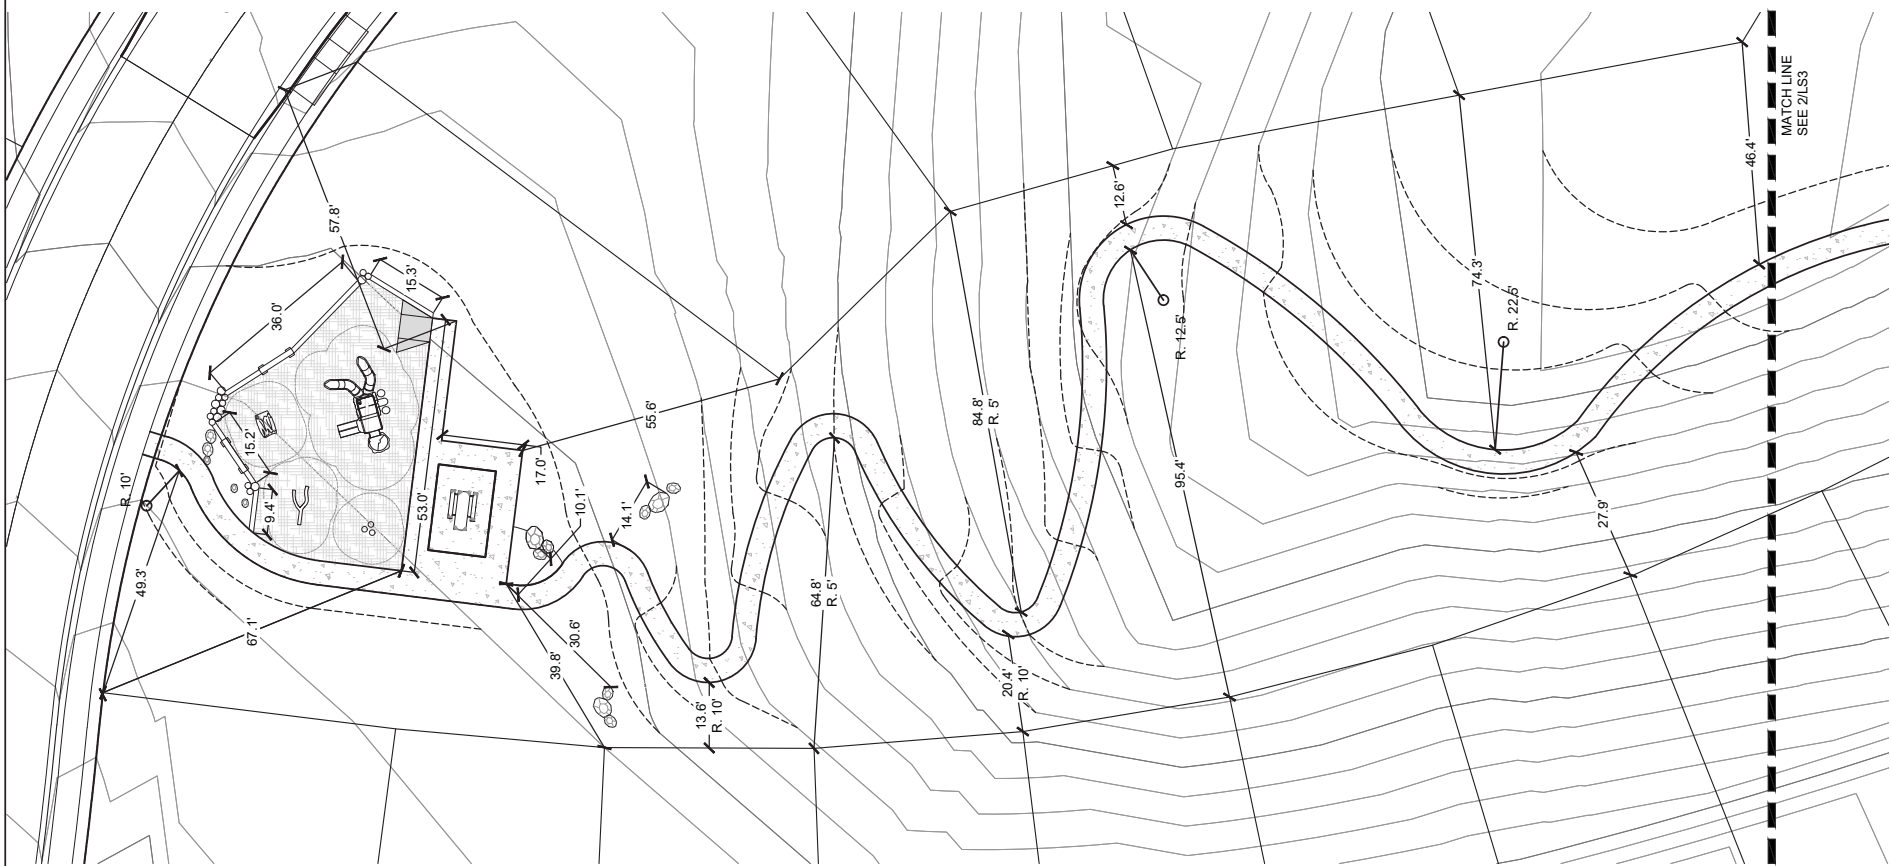 MATCH LINE
SEE 2/LS3
57.8'
15.3'
36.0'
15.2'
9.4'
R. 10'
49.3'
67.1'
53.0'
17.0'
10.1'
14.1'
55.6'
39.8'
30.6'
13.6'
R. 10'
64.8'
R. 5'
84.8'
R. 5'
20.4'
R. 10'
12.6'
R. 12.5'
95.4'
74.3'
R. 22.5'
27.9'
46.4'